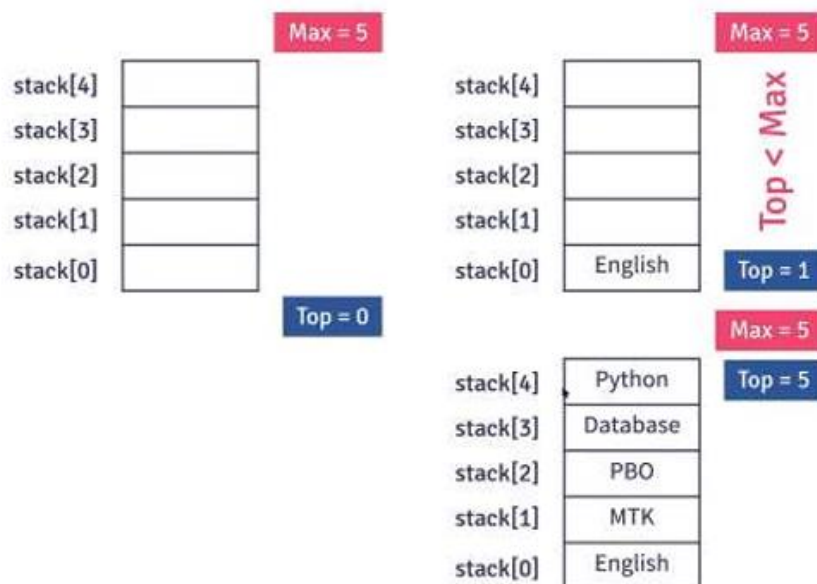 Max = 5
stack[4]
stack[3]
stack[2]
stack[1]
stack[0]
Top = 0
Max = 5
stack[4]
stack[3]
stack[2]
stack[1]
stack[0] English
Top < Max
Top = 1
Max = 5
Top = 5
stack[4] Python
stack[3] Database
stack[2] PBO
stack[1] MTK
stack[0] English